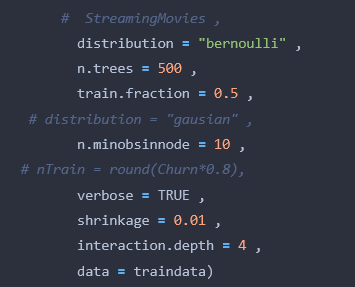 #  StreamingMovies ,
distribution = "bernoulli" ,
n.trees = 500 ,
train.fraction = 0.5 ,
# distribution = "gausian" ,
n.minobsinnode = 10 ,
# nTrain = round(Churn*0.8),
verbose = TRUE ,
shrinkage = 0.01 ,
interaction.depth = 4 ,
data = traindata)